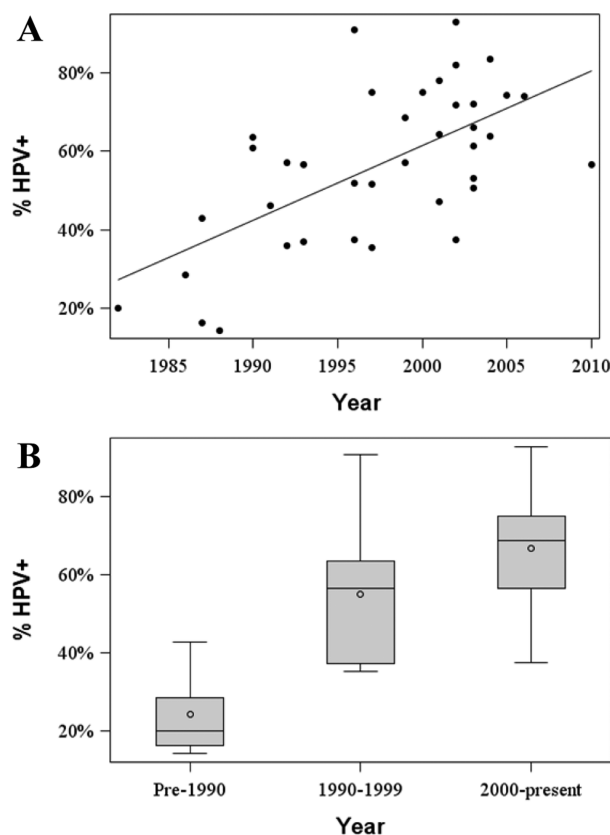 A
% HPV+
80%
60%
40%
20%
1985 1990 1995 2000 2005 2010
Year
B
% HPV+
80%
60%
40%
20%
Pre-1990 1990-1999 2000-present
Year